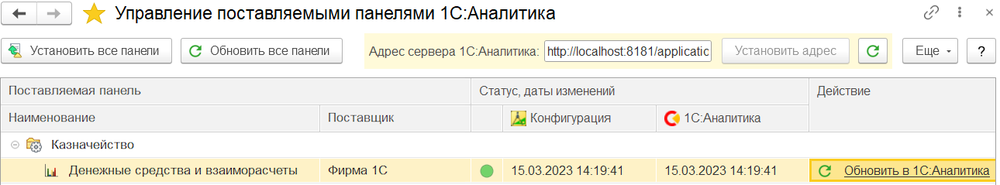 Управление поставляемыми панелями 1С:Аналитика
Установить все панели Обновить все панели Адрес сервера 1С:Аналитика: http://localhost:8181/applicatic Установить адрес Еще ?
Поставляемая панель Статус, даты изменений Действие
Наименование Поставщик Конфигурация 1С:Аналитика
Казначейство
Денежные средства и взаиморасчеты Фирма 1С 15.03.2023 14:19:41 15.03.2023 14:19:41 Обновить в 1С:Аналитика